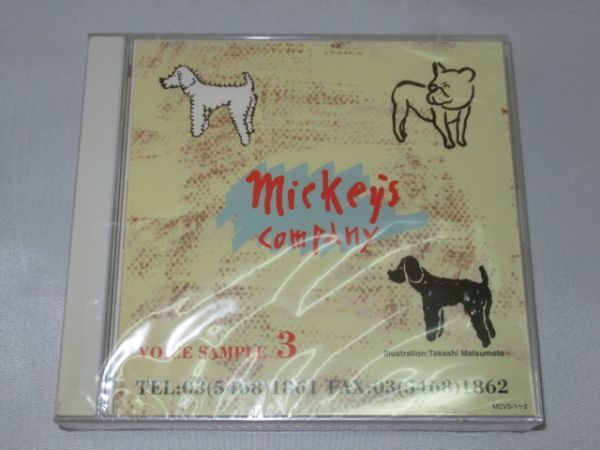 mickey's
company
VOICE SAMPLE 3
Illustration:Takashi Matsumoto
TEL:03(5468)1861 FAX:03(5468)1862
MCVS-1~2